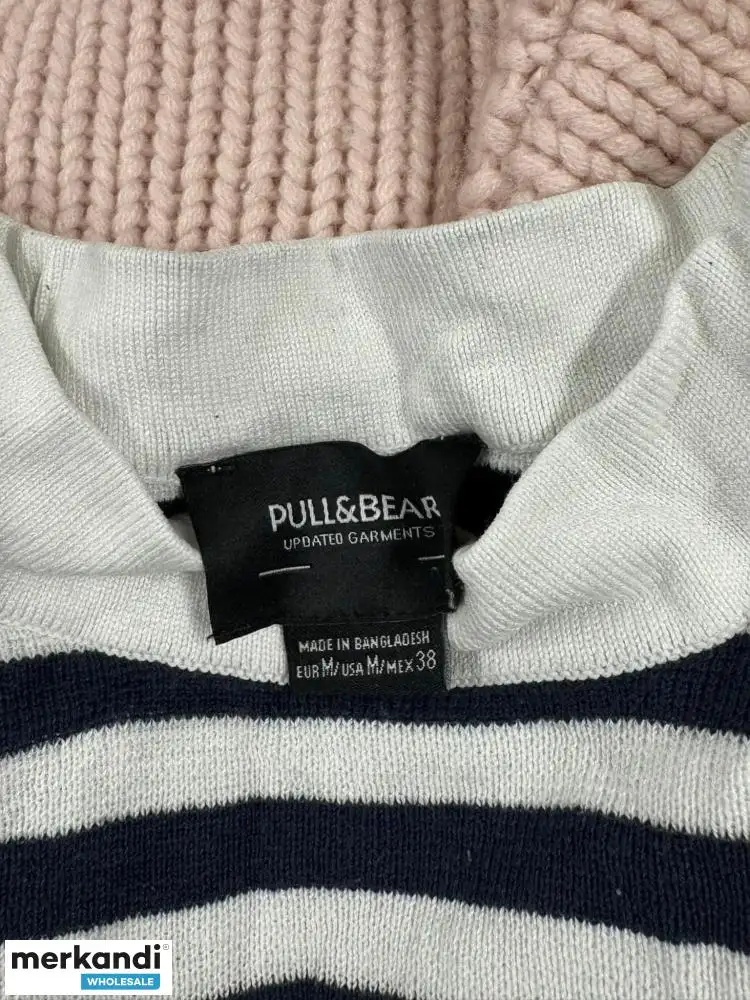 PULL&BEAR
UPDATED GARMENTS
MADE IN BANGLADESH
EUR M/USA M/MEX 38
merkandi
WHOLESALE